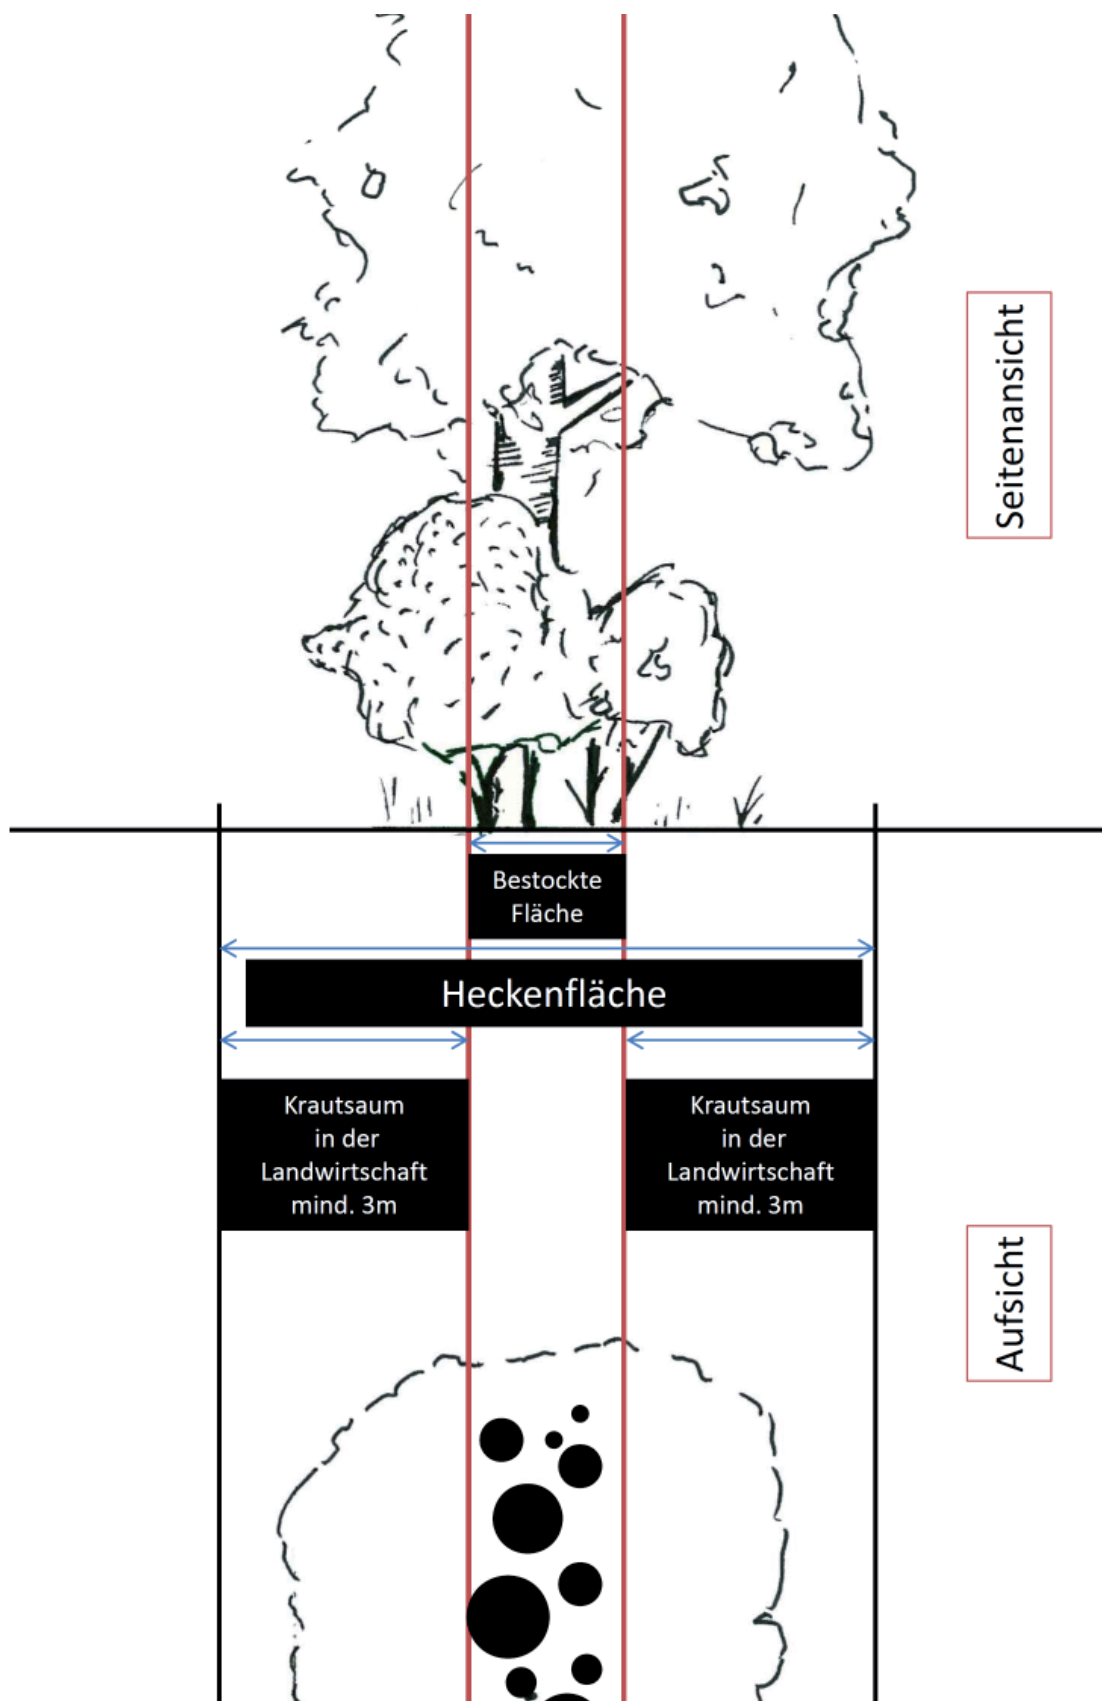 Seitenansicht
Bestockte
Fläche
Heckenfläche
Krautsaum
in der
Landwirtschaft
mind. 3m
Krautsaum
in der
Landwirtschaft
mind. 3m
Aufsicht